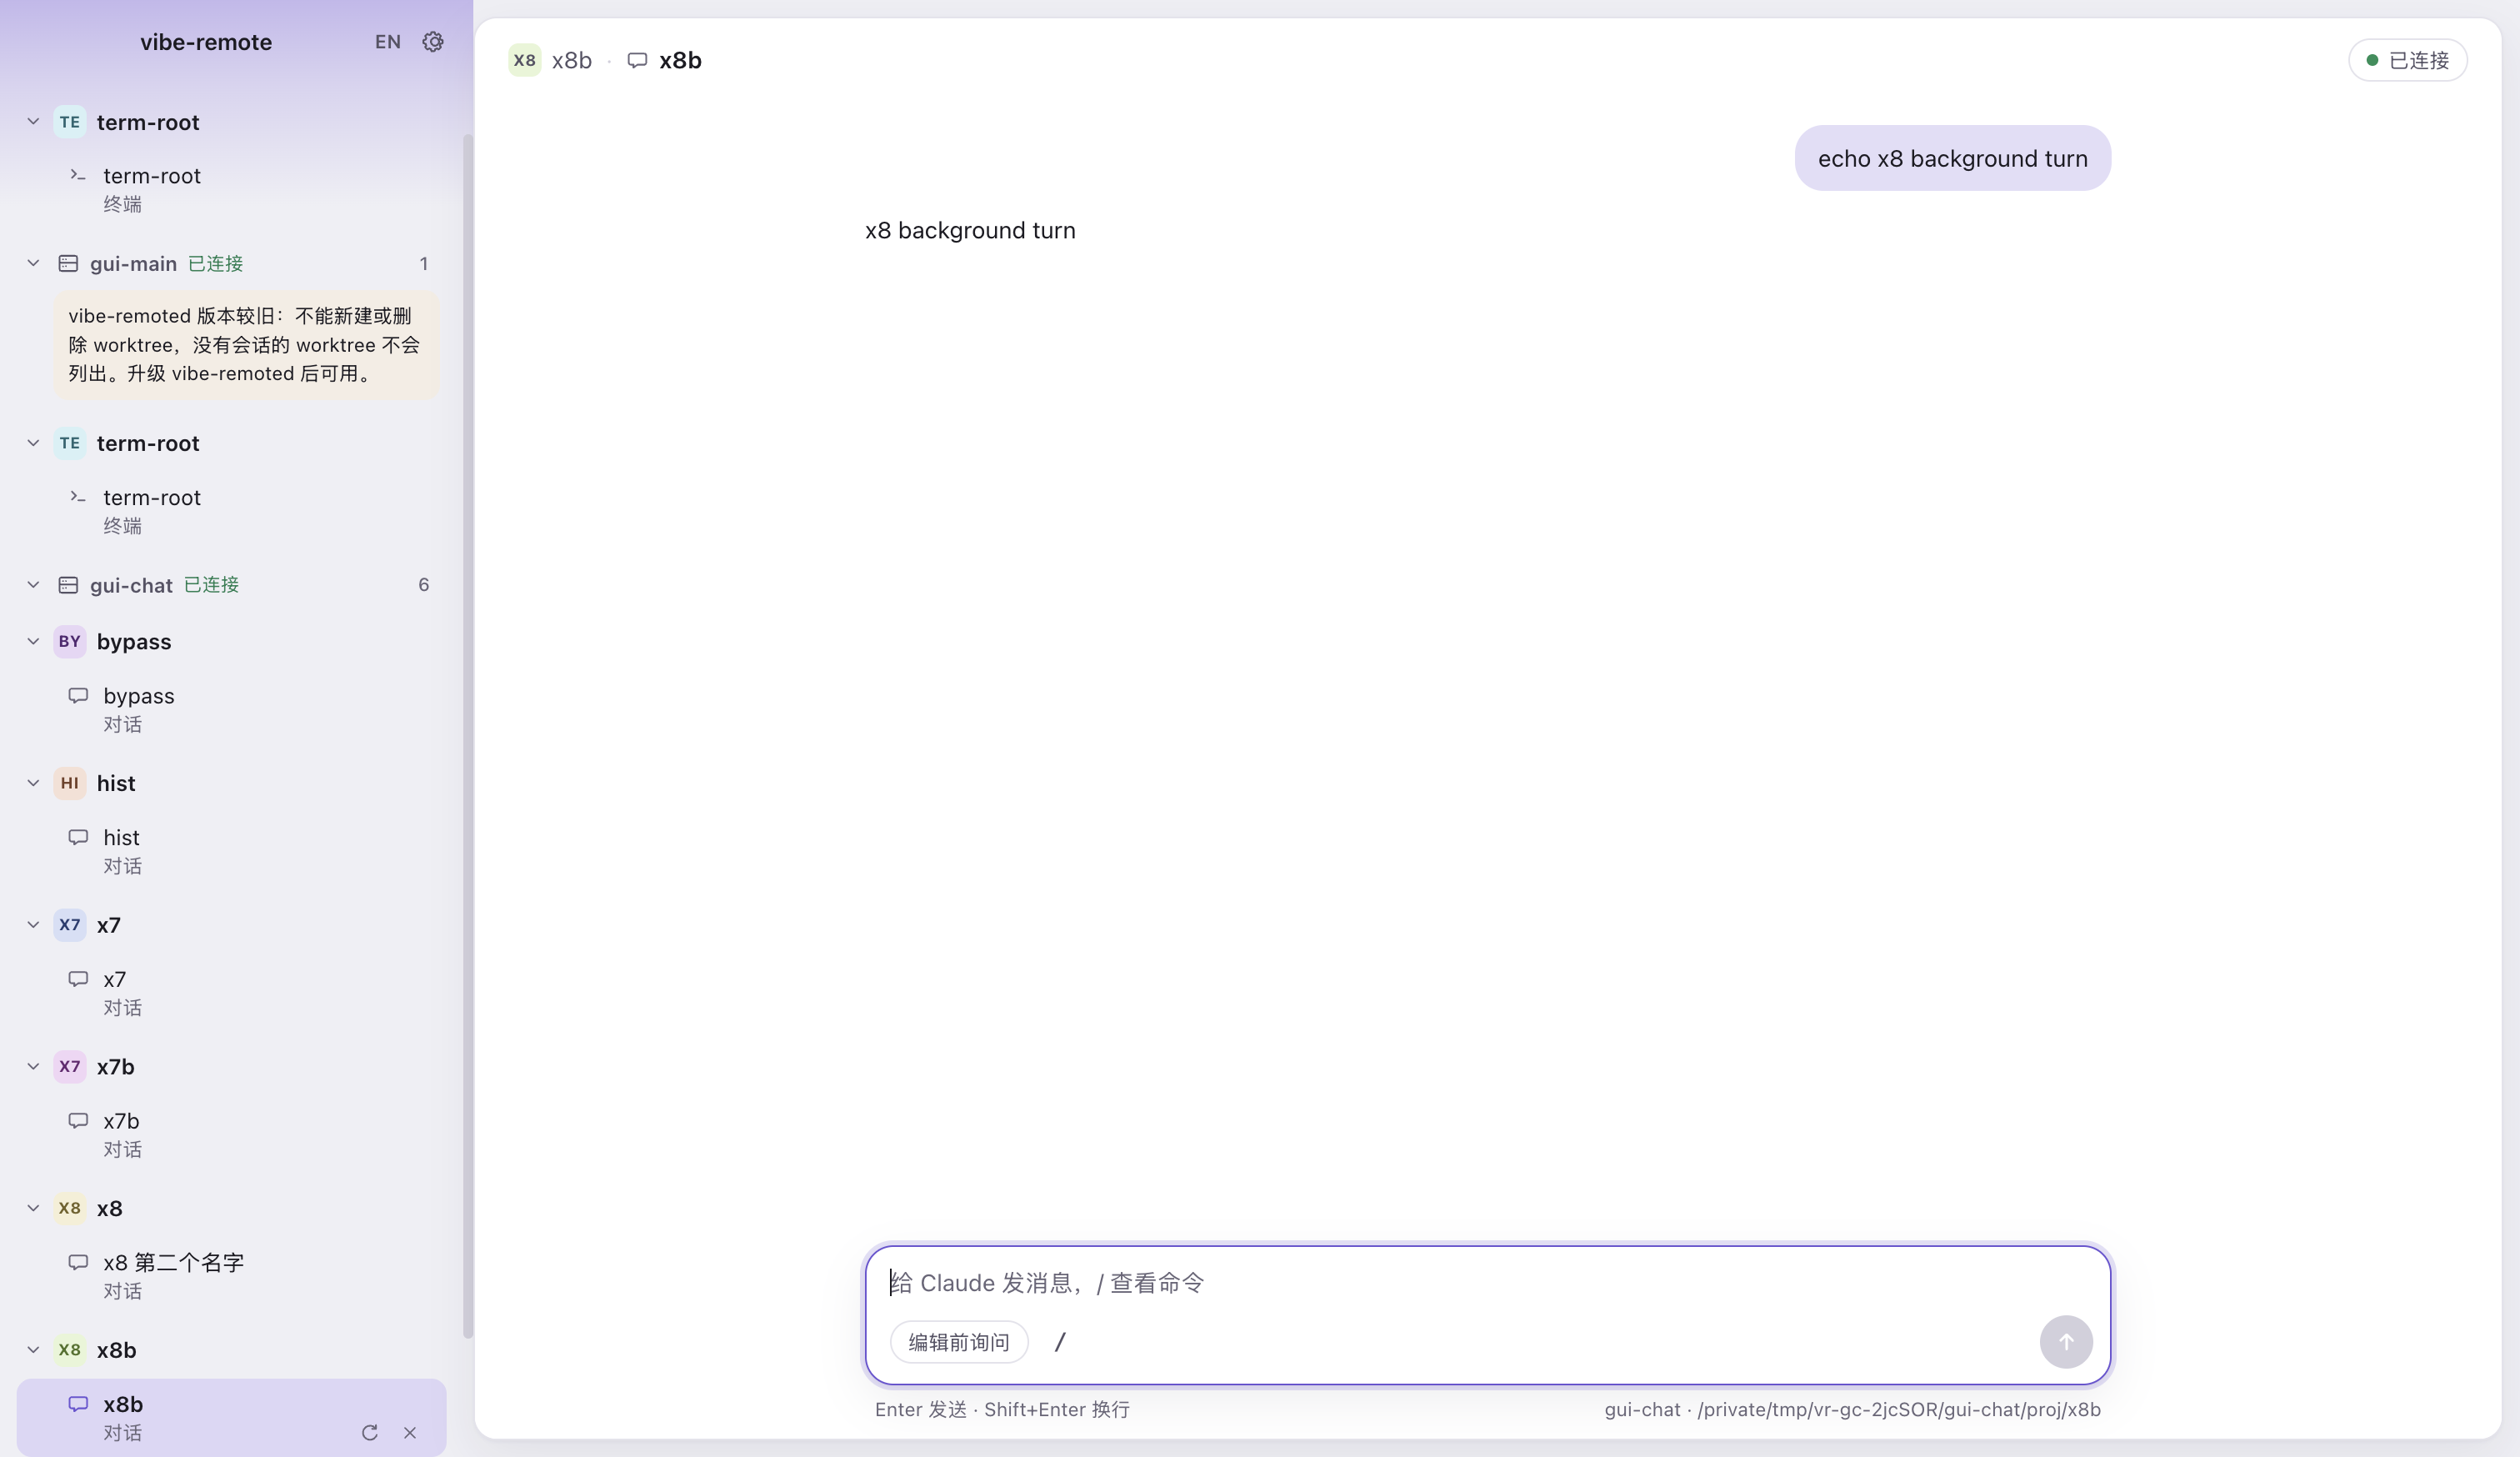 vibe-remote EN
TE term-root
term-root
终端
gui-main 已连接 1
vibe-remoted 版本较旧：不能新建或删
除 worktree，没有会话的 worktree 不会
列出。升级 vibe-remoted 后可用。
TE term-root
term-root
终端
gui-chat 已连接 6
BY bypass
bypass
对话
HI hist
hist
对话
X7 x7
x7
对话
X7 x7b
x7b
对话
X8 x8
x8 第二个名字
对话
X8 x8b
x8b
对话
X8 x8b · x8b
已连接
echo x8 background turn
x8 background turn
给 Claude 发消息，/ 查看命令
编辑前询问 /
Enter 发送 · Shift+Enter 换行
gui-chat · /private/tmp/vr-gc-2jcSOR/gui-chat/proj/x8b